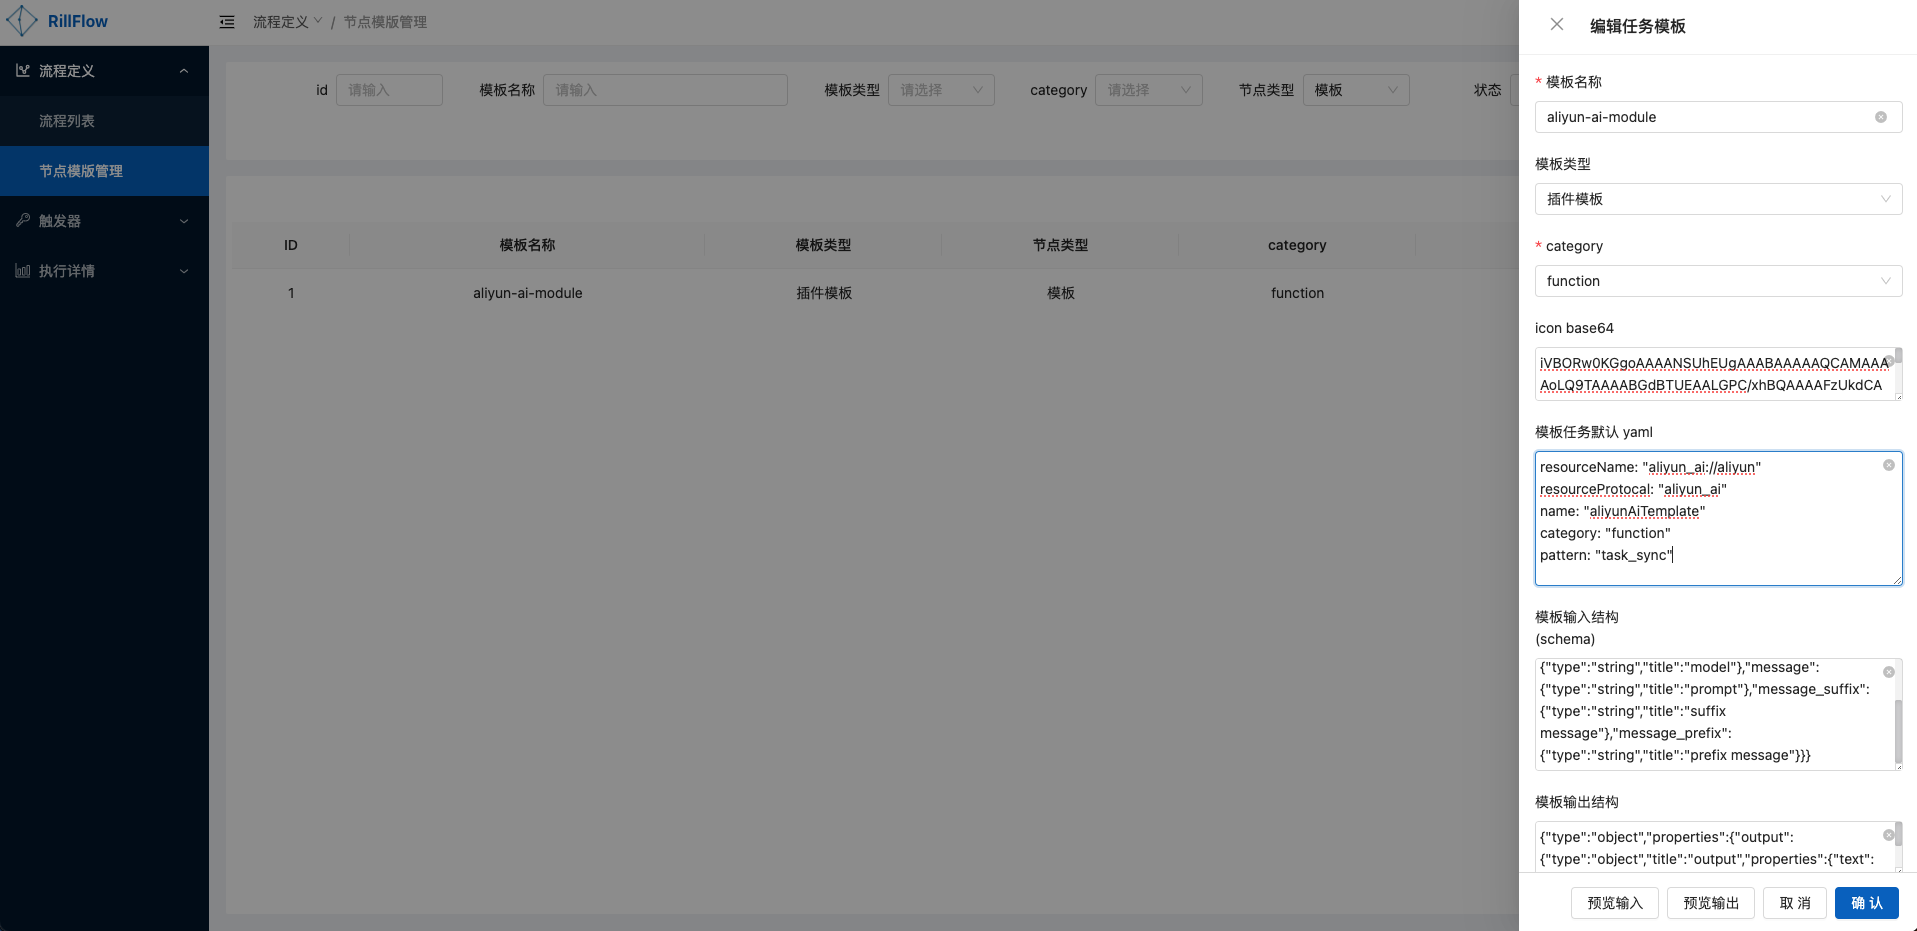 RillFlow
流程定义 / 节点模版管理
流程定义
流程列表
节点模版管理
触发器
执行详情
id 请输入 模板名称 请输入 模板类型 请选择 category 请选择 节点类型 模板 状态
ID 模板名称 模板类型 节点类型 category
1 aliyun-ai-module 插件模板 模板 function
编辑任务模板
* 模板名称
aliyun-ai-module
模板类型
插件模板
* category
function
icon base64
iVBORw0KGgoAAAANSUhEUgAAABAAAAAQCAMAAA
AoLQ9TAAAABGdBTUEAALGPC/xhBQAAAAFzUkdCA
模板任务默认 yaml
resourceName: "aliyun_ai://aliyun"
resourceProtocal: "aliyun_ai"
name: "aliyunAiTemplate"
category: "function"
pattern: "task_sync"
模板输入结构
(schema)
{"type":"string","title":"model"},"message":
{"type":"string","title":"prompt"},"message_suffix":
{"type":"string","title":"suffix
message"},"message_prefix":
{"type":"string","title":"prefix message"}}}
模板输出结构
{"type":"object","properties":{"output":
{"type":"object","title":"output","properties":{"text":
预览输入 预览输出 取 消 确 认